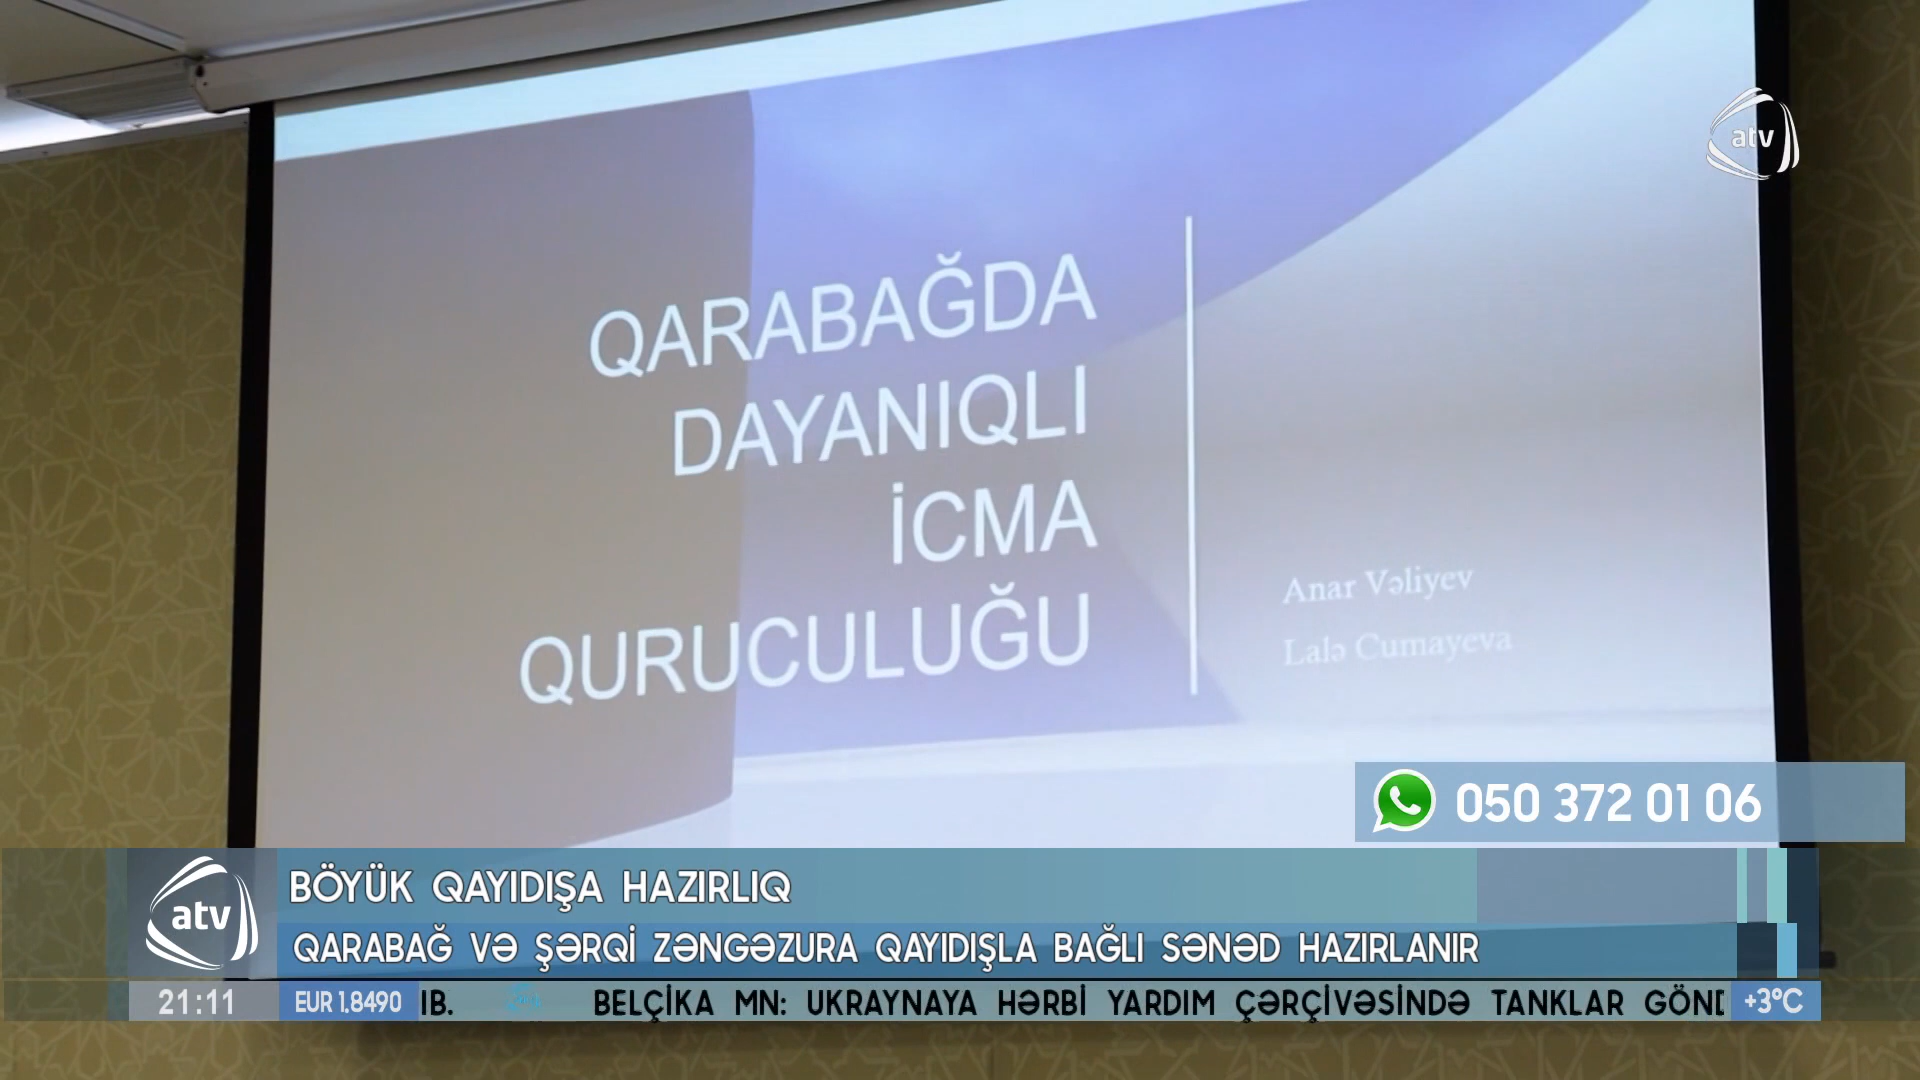 atv
QARABAĞDA
DAYANIQLI
İCMA
QURUCULUĞU
Anar Vəliyev
Lalə Cumayeva
050 372 01 06
atv
BÖYÜK QAYIDIŞA HAZIRLIQ
QARABAĞ VƏ ŞƏRQİ ZƏNGƏZURA QAYIDIŞLA BAĞLI SƏNƏD HAZIRLANIR
21:11 EUR 1.8490 IB. BELÇİKA MN: UKRAYNAYA HƏRBİ YARDIM ÇƏRÇİVƏSİNDƏ TANKLAR GÖND +3°C